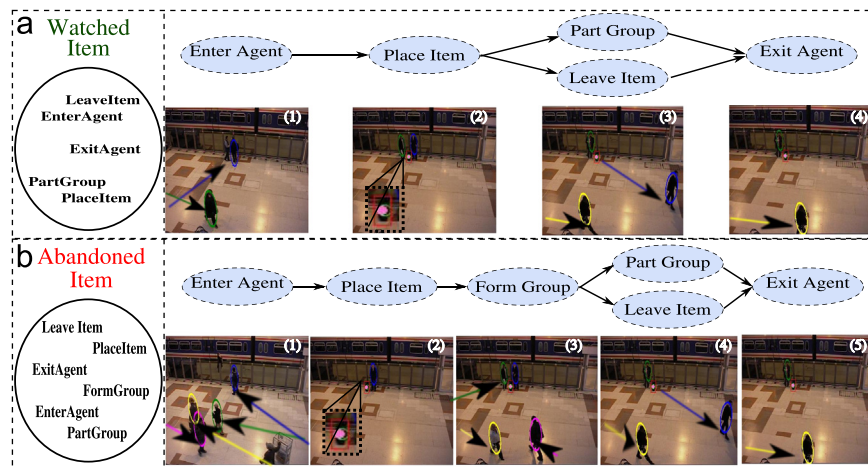 a
Watched
Item
LeaveItem
EnterAgent
ExitAgent
PartGroup
PlaceItem
Enter Agent
Place Item
Part Group
Leave Item
Exit Agent
(1)
(2)
(3)
(4)
b
Abandoned
Item
Leave Item
PlaceItem
ExitAgent
FormGroup
EnterAgent
PartGroup
Enter Agent
Place Item
Form Group
Part Group
Leave Item
Exit Agent
(1)
(2)
(3)
(4)
(5)